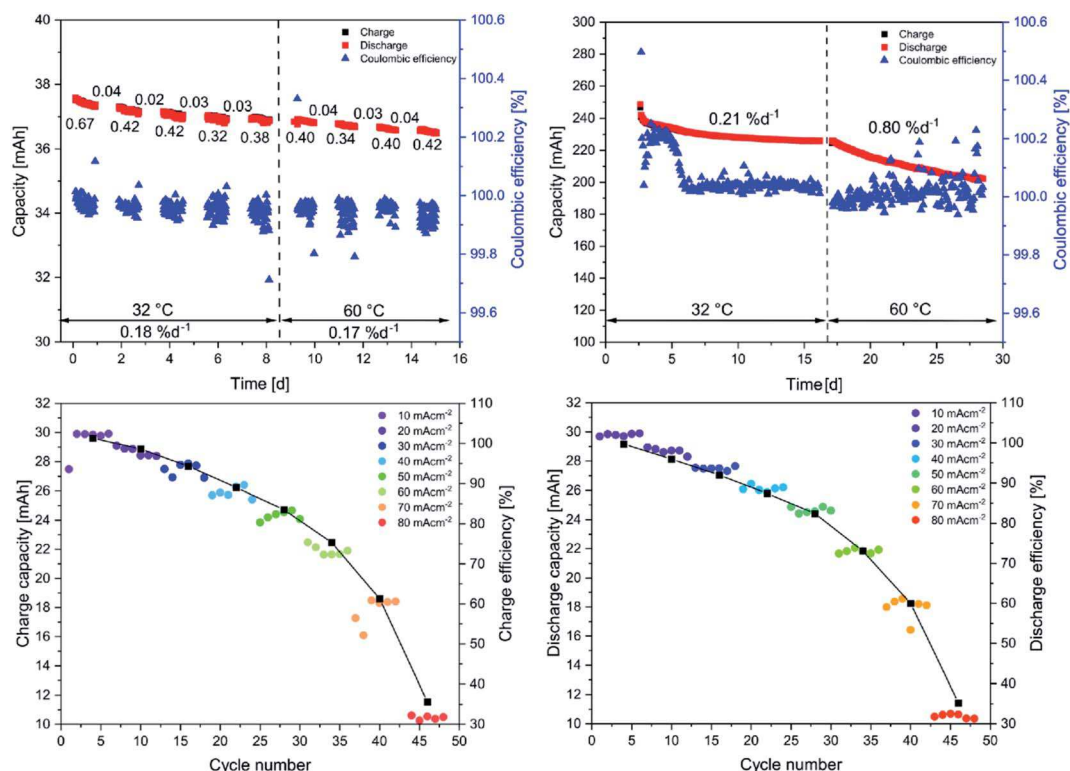 40
38
36
34
32
30
Capacity [mAh]
100.6
100.4
100.2
100.0
99.8
99.6
Coulombic efficiency [%]
Charge
Discharge
Coulombic efficiency
0.04 0.02 0.03 0.03 0.04 0.03 0.04
0.67 0.42 0.42 0.32 0.38 0.40 0.34 0.40 0.42
32 °C 60 °C
0.18 %d-1 0.17 %d-1
0 2 4 6 8 10 12 14 16
Time [d]
300
280
260
240
220
200
180
160
140
120
100
Capacity [mAh]
100.6
100.4
100.2
100.0
99.8
99.6
Coulombic efficiency [%]
Charge
Discharge
Coulombic efficiency
0.21 %d-1 0.80 %d-1
32 °C 60 °C
0 5 10 15 20 25 30
Time [d]
32
30
28
26
24
22
20
18
16
14
12
10
Charge capacity [mAh]
110
100
90
80
70
60
50
40
30
Charge efficiency [%]
10 mAcm-2
20 mAcm-2
30 mAcm-2
40 mAcm-2
50 mAcm-2
60 mAcm-2
70 mAcm-2
80 mAcm-2
0 5 10 15 20 25 30 35 40 45 50
Cycle number
32
30
28
26
24
22
20
18
16
14
12
10
Discharge capacity [mAh]
110
100
90
80
70
60
50
40
30
Discharge efficiency [%]
10 mAcm-2
20 mAcm-2
30 mAcm-2
40 mAcm-2
50 mAcm-2
60 mAcm-2
70 mAcm-2
80 mAcm-2
0 5 10 15 20 25 30 35 40 45 50
Cycle number